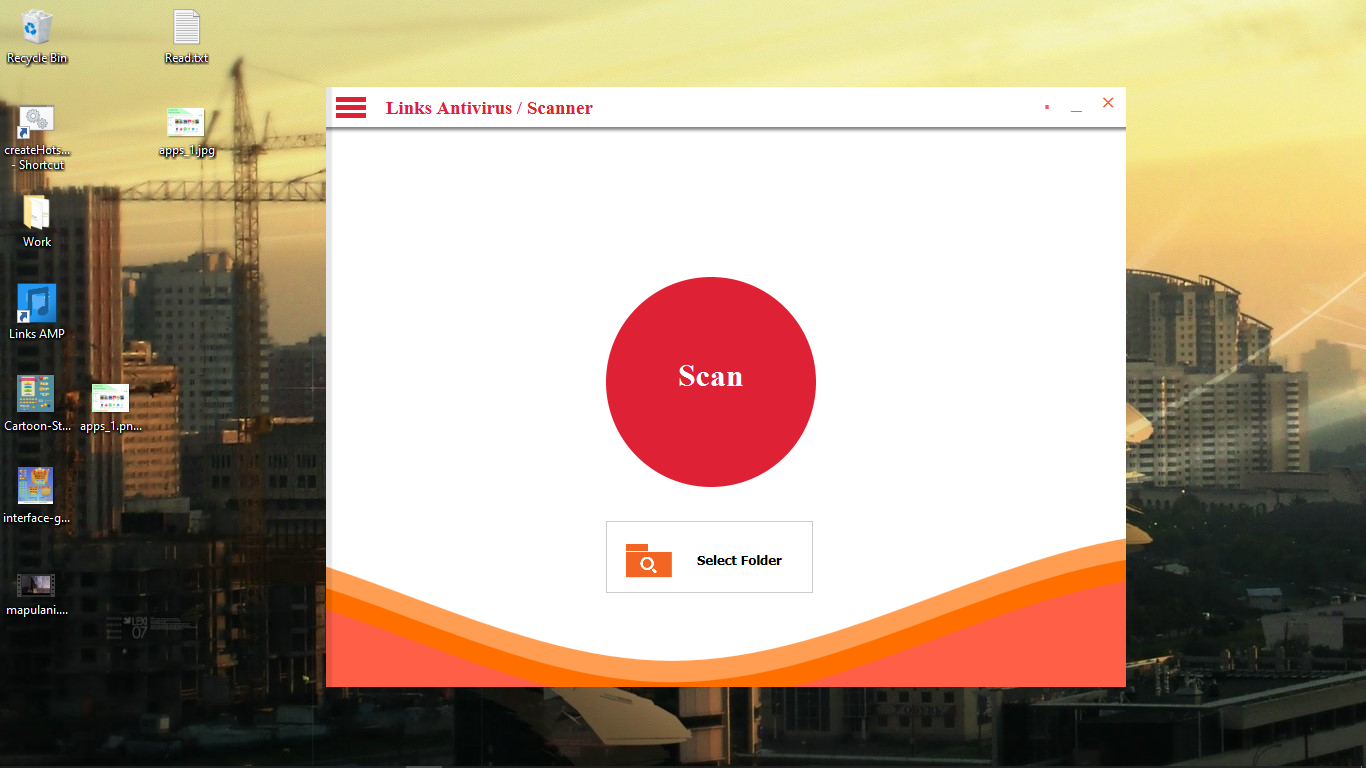 Recycle Bin
Read.txt
createHots...
- Shortcut
apps_1.jpg
Work
Links AMP
Cartoon-St...
apps_1.pn...
interface-g...
mapulani....
Links Antivirus / Scanner
Scan
Select Folder
07